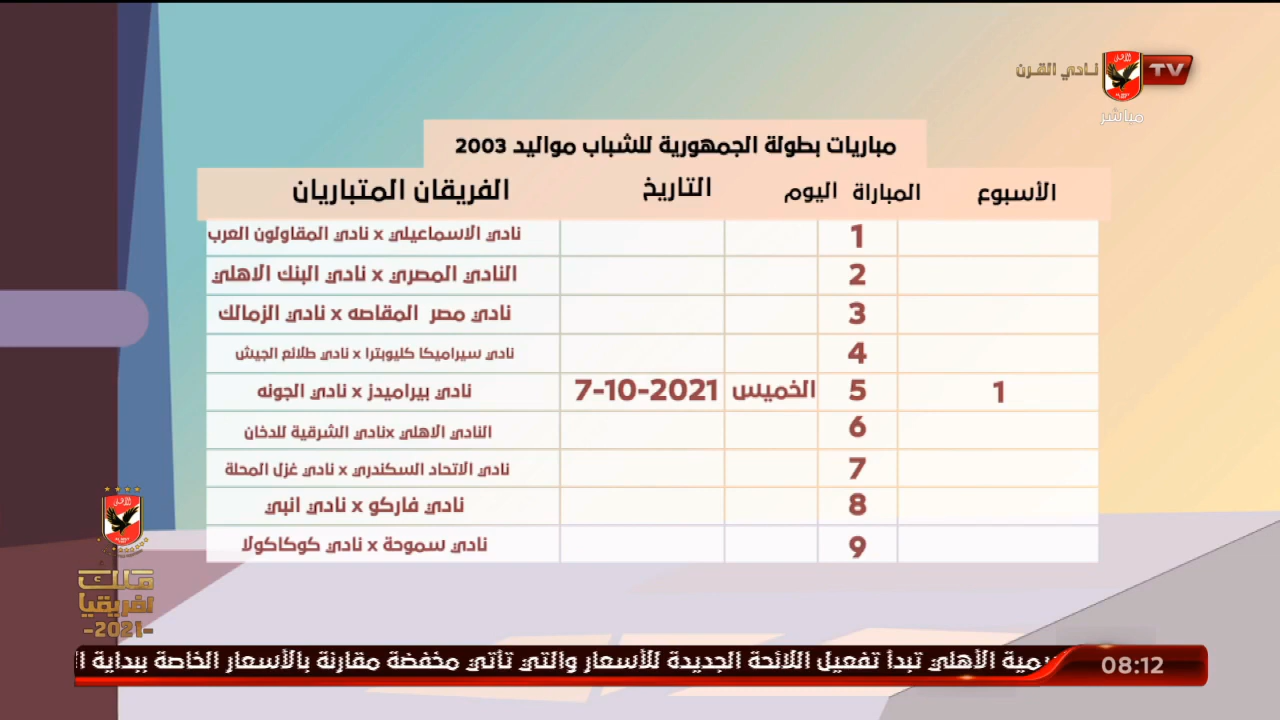 نادي القرن
TV
مباشر
مباريات بطولة الجمهورية للشباب مواليد 2003
الأسبوع المباراة اليوم التاريخ الفريقان المتباريان
1 نادي الاسماعيلي x نادي المقاولون العرب
2 النادي المصري x نادي البنك الاهلي
3 نادي مصر المقاصه x نادي الزمالك
4 نادي سيراميكا كليوبترا x نادي طلائع الجيش
1 5 الخميس 7-10-2021 نادي بيراميدز x نادي الجونه
6 النادي الاهلي xنادي الشرقية للدخان
7 نادي الاتحاد السكندري x نادي غزل المحلة
8 نادي فاركو x نادي انبي
9 نادي سموحة x نادي كوكاكولا
ملك
افريقيا
-2021-
الأهلي تبدأ تفعيل اللائحة الجديدة للأسعار والتي تأتي مخفضة مقارنة بالأسعار الخاصة ببداية
08:12